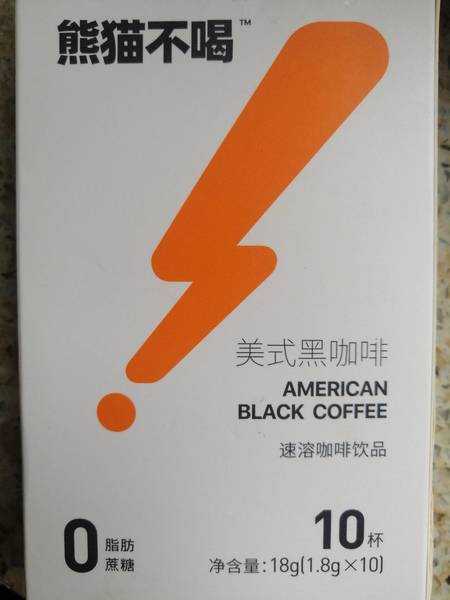 熊猫不喝™
美式黑咖啡
AMERICAN
BLACK COFFEE
速溶咖啡饮品
0 脂肪
蔗糖
10杯
净含量:18g(1.8g×10)